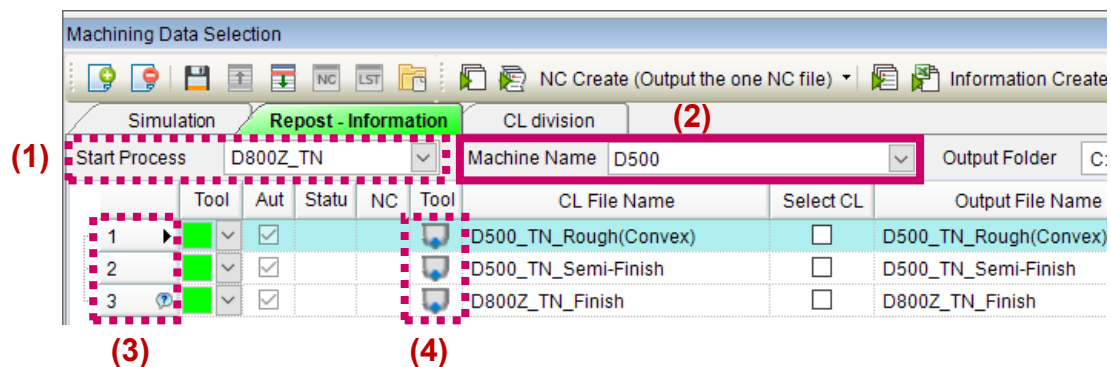 Machining Data Selection
NC LST NC Create (Output the one NC file) Information Create
Simulation Repost - Information CL division (2)
(1) Start Process D800Z_TN Machine Name D500 Output Folder C:
Tool Aut Statu NC Tool CL File Name Select CL Output File Name
1 D500_TN_Rough(Convex) D500_TN_Rough(Convex)
2 D500_TN_Semi-Finish D500_TN_Semi-Finish
3 D800Z_TN_Finish D800Z_TN_Finish
(3) (4)